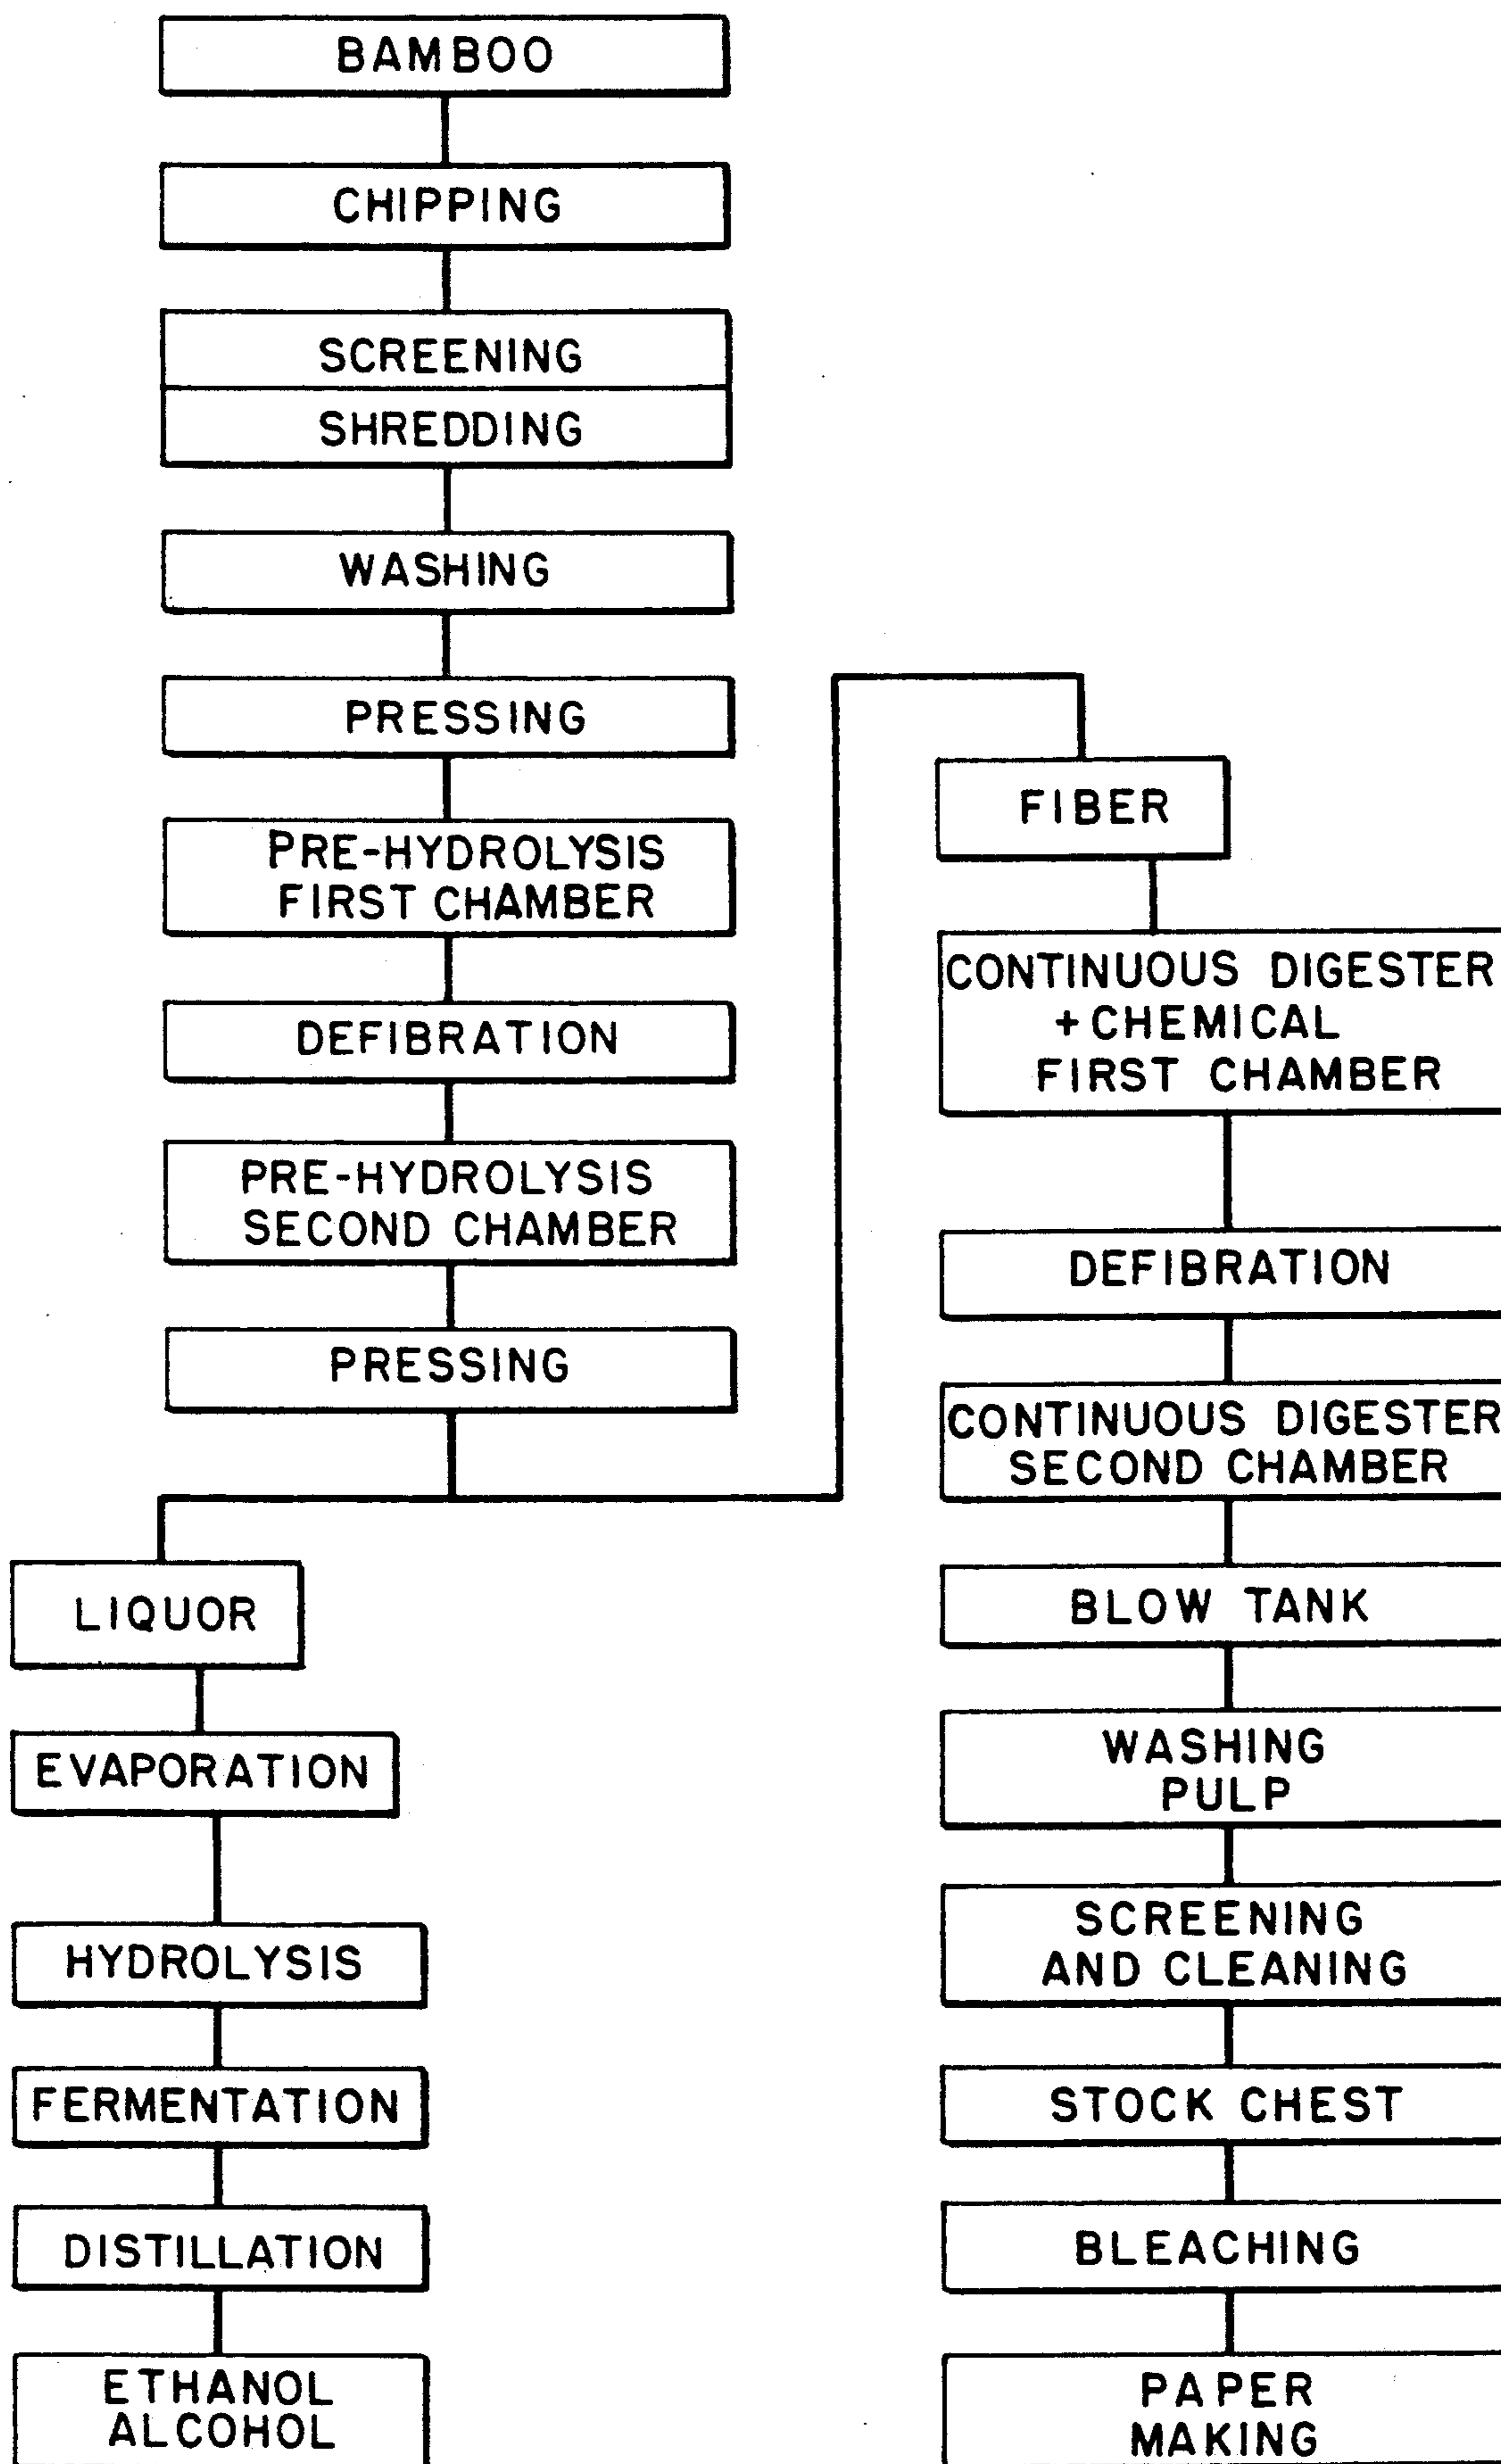 BAMBOO
CHIPPING
SCREENING
SHREDDING
WASHING
PRESSING
PRE-HYDROLYSIS
FIRST CHAMBER
DEFIBRATION
PRE-HYDROLYSIS
SECOND CHAMBER
PRESSING
LIQUOR
EVAPORATION
HYDROLYSIS
FERMENTATION
DISTILLATION
ETHANOL
ALCOHOL
FIBER
CONTINUOUS DIGESTER
+CHEMICAL
FIRST CHAMBER
DEFIBRATION
CONTINUOUS DIGESTER
SECOND CHAMBER
BLOW TANK
WASHING
PULP
SCREENING
AND CLEANING
STOCK CHEST
BLEACHING
PAPER
MAKING